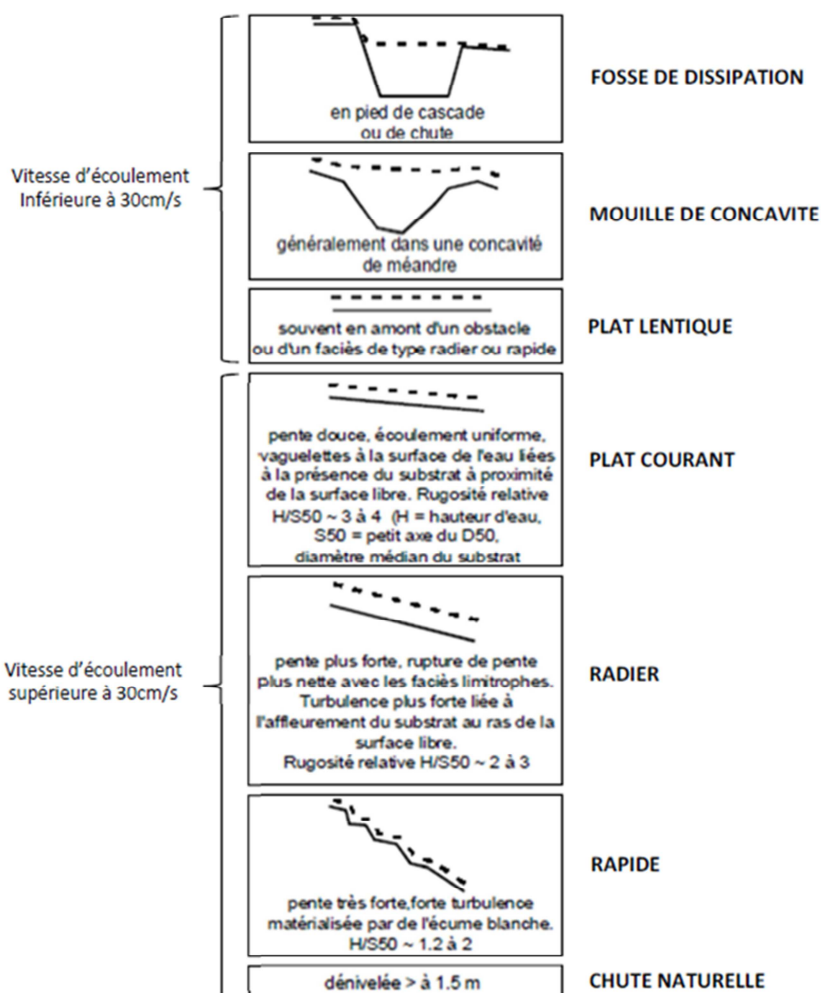 en pied de cascade
ou de chute
FOSSE DE DISSIPATION
Vitesse d'écoulement
Inférieure à 30cm/s
généralement dans une concavité
de méandre
MOUILLE DE CONCAVITE
souvent en amont d'un obstacle
ou d'un faciès de type radier ou rapide
PLAT LENTIQUE
pente douce, écoulement uniforme,
vaguelettes à la surface de l'eau liées
à la présence du substrat à proximité
de la surface libre. Rugosité relative
H/S50 ~ 3 à 4 (H = hauteur d'eau,
S50 = petit axe du D50,
diamètre médian du substrat
PLAT COURANT
Vitesse d'écoulement
supérieure à 30cm/s
pente plus forte, rupture de pente
plus nette avec les faciès limitrophes.
Turbulence plus forte liée à
l'affleurement du substrat au ras de la
surface libre.
Rugosité relative H/S50 ~ 2 à 3
RADIER
pente très forte,forte turbulence
matérialisée par de l'écume blanche.
H/S50 ~ 1.2 à 2
RAPIDE
dénivelée > à 1.5 m
CHUTE NATURELLE